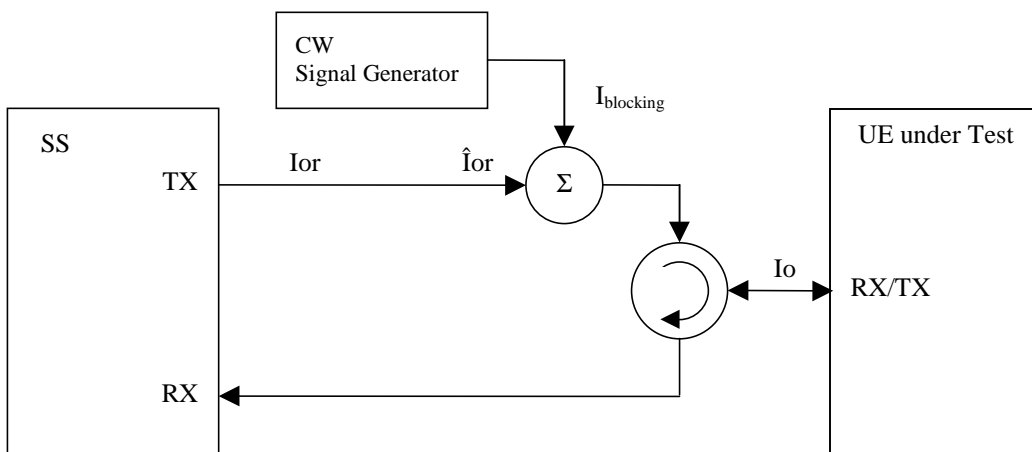 CW
Signal Generator
I_blocking
SS
UE under Test
TX
Ior
Îor
Σ
Io
RX/TX
RX